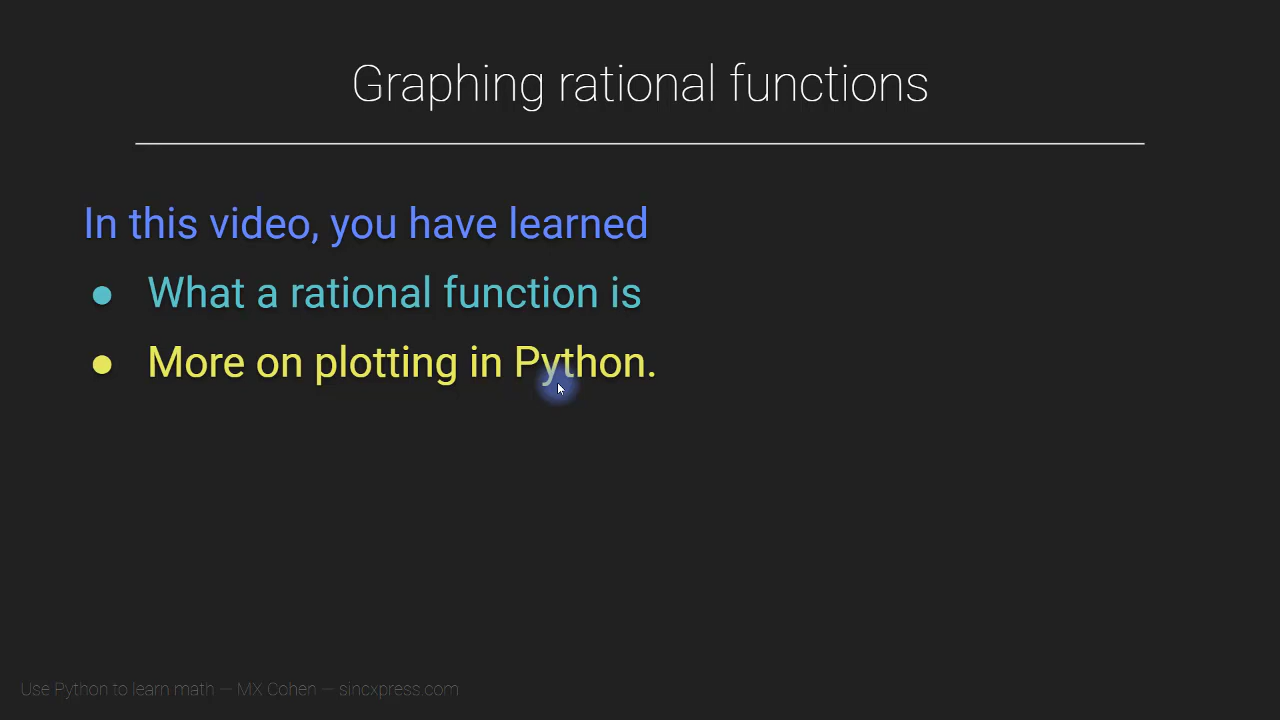 Graphing rational functions
In this video, you have learned
● What a rational function is
● More on plotting in Python.
Use Python to learn math — MX Cohen — sincxpress.com